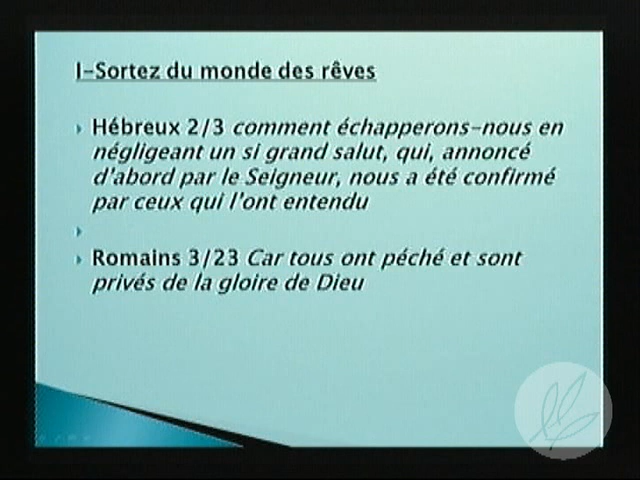 I-Sortez du monde des rêves
Hébreux 2/3 comment échapperons-nous en
négligeant un si grand salut, qui, annoncé
d'abord par le Seigneur, nous a été confirmé
par ceux qui l'ont entendu
Romains 3/23 Car tous ont péché et sont
privés de la gloire de Dieu